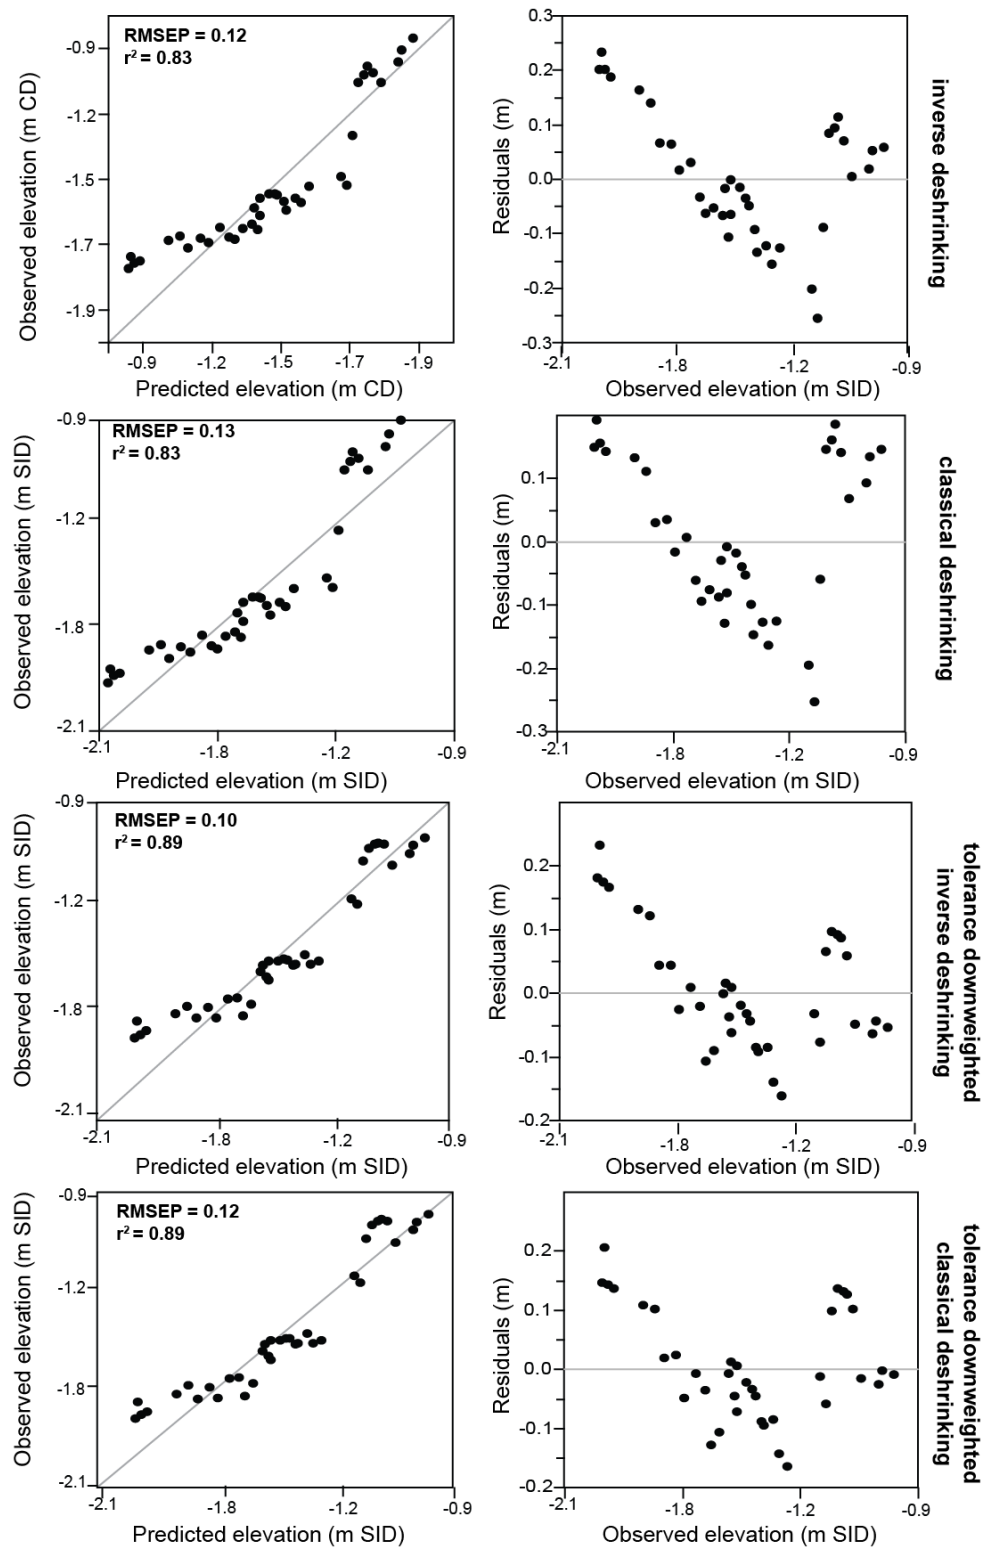 RMSEP = 0.12
r² = 0.83
Observed elevation (m CD)
-0.9
-1.2
-1.5
-1.7
-1.9
-0.9 -1.2 -1.5 -1.7 -1.9
Predicted elevation (m CD)
Residuals (m)
0.3
0.2
0.1
0.0
-0.1
-0.2
-0.3
-2.1 -1.8 -1.2 -0.9
Observed elevation (m SID)
inverse deshrinking
RMSEP = 0.13
r² = 0.83
Observed elevation (m SID)
-0.9
-1.2
-1.8
-2.1
-2.1 -1.8 -1.2 -0.9
Predicted elevation (m SID)
Residuals (m)
0.1
0.0
-0.1
-0.2
-0.3
-2.1 -1.8 -1.2 -0.9
Observed elevation (m SID)
classical deshrinking
RMSEP = 0.10
r² = 0.89
Observed elevation (m SID)
-0.9
-1.2
-1.8
-2.1
-2.1 -1.8 -1.2 -0.9
Predicted elevation (m SID)
Residuals (m)
0.2
0.1
0.0
-0.1
-0.2
-2.1 -1.8 -1.2 -0.9
Observed elevation (m SID)
tolerance downweighted
inverse deshrinking
RMSEP = 0.12
r² = 0.89
Observed elevation (m SID)
-0.9
-1.2
-1.8
-2.1
-2.1 -1.8 -1.2 -0.9
Predicted elevation (m SID)
Residuals (m)
0.2
0.1
0.0
-0.1
-0.2
-2.1 -1.8 -1.2 -0.9
Observed elevation (m SID)
tolerance downweighted
classical deshrinking